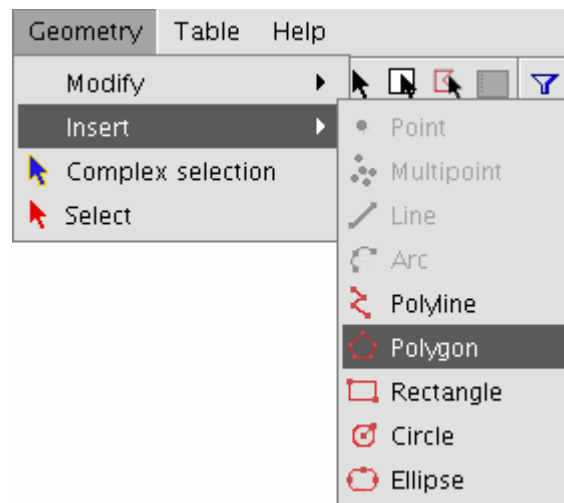 Geometry Table Help
Modify
Insert
Complex selection
Select
Point
Multipoint
Line
Arc
Polyline
Polygon
Rectangle
Circle
Ellipse